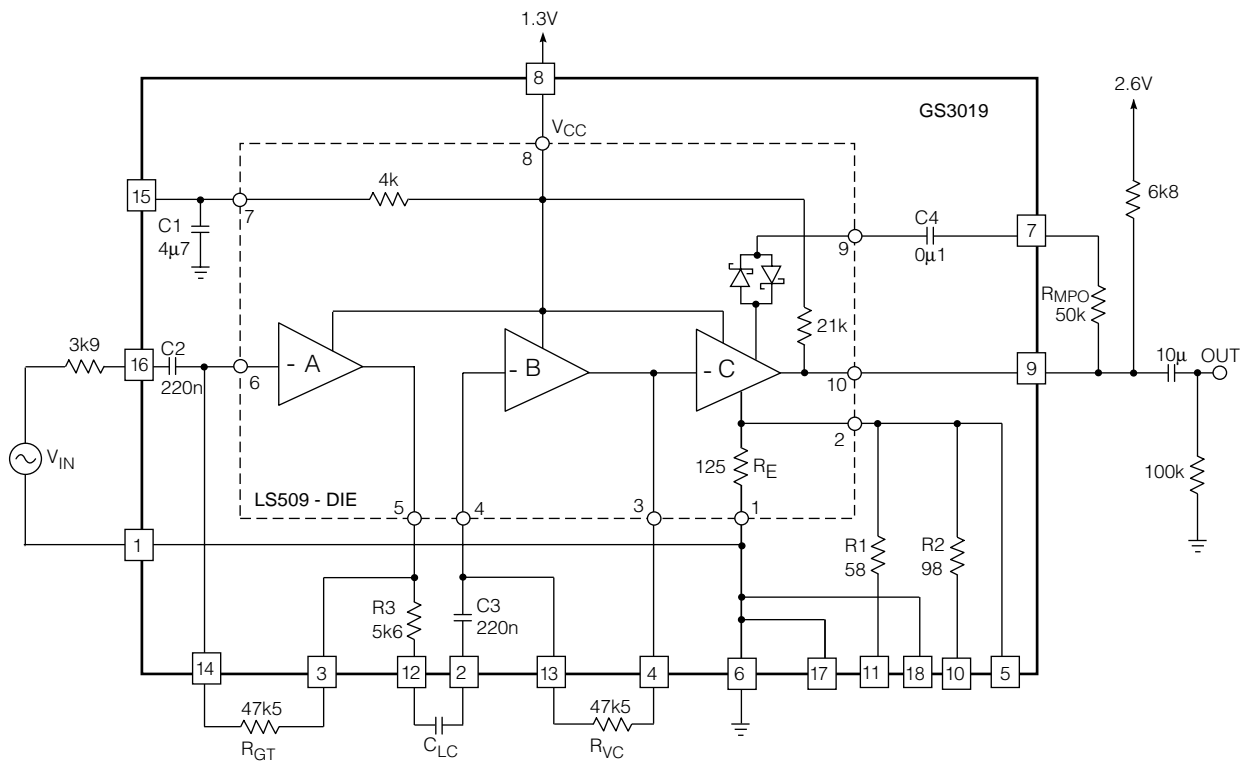 1.3V
8
GS3019
2.6V
VCC
8
15
4k
7
C1
4µ7
6k8
9
C4
0µ1
7
RMPO
50k
21k
3k9
16
C2
220n
6
- A
- B
- C
10
9
10µ
OUT
VIN
2
125
RE
LS509 - DIE
5
4
3
1
100k
1
R1
58
R2
98
R3
5k6
C3
220n
14
3
12
2
13
4
6
17
11
18
10
5
47k5
RGT
CLC
47k5
RVC